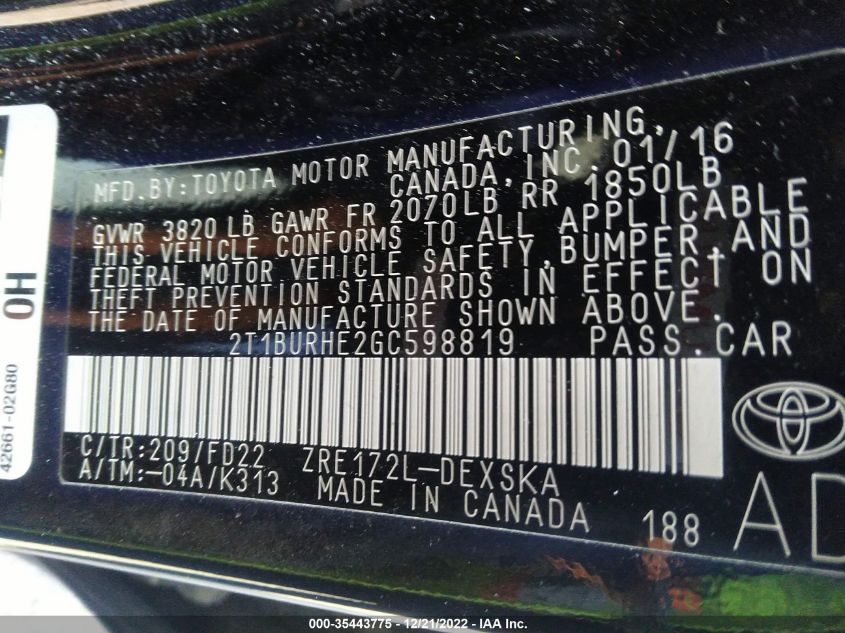 MFD.BY:TOYOTA MOTOR MANUFACTURING,
CANADA,INC.01/16
GVWR 3820 LB GAWR FR 2070LB RR 1850LB
THIS VEHICLE CONFORMS TO ALL APPLICABLE
FEDERAL MOTOR VEHICLE SAFETY,BUMPER,AND
THEFT PREVENTION STANDARDS IN EFFECT ON
THE DATE OF MANUFACTURE SHOWN ABOVE.
2T1BURHE2GC598819 PASS.CAR
C/TR:209/FD22 ZRE172L-DEXSKA
A/TM:-04A/K313 MADE IN CANADA 188
AD
0H
42661-02G80
000-35443775 - 12/21/2022 - IAA Inc.